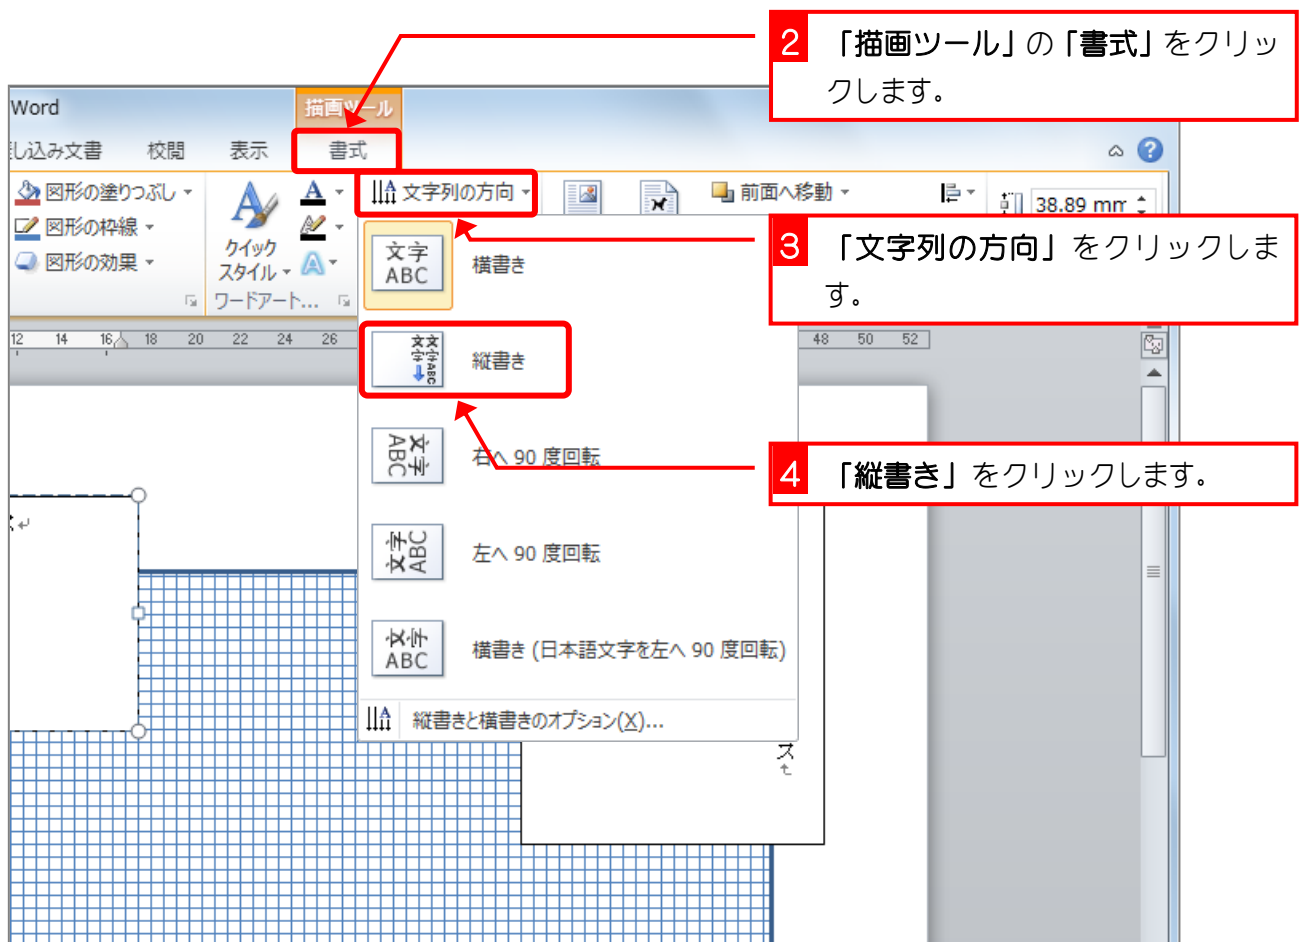 2 「描画ツール」の「書式」をクリッ
クします。
Word
描画ツール
し込み文書 校閲 表示 書式
図形の塗りつぶし
図形の枠線
図形の効果
クイック
スタイル
ワードアート...
文字列の方向
前面へ移動
38.89 mm
文字
ABC
横書き
3 「文字列の方向」をクリックしま
す。
12 14 16 18 20 22 24 26 48 50 52
文字
文字ABC
縦書き
文字
ABC
右へ 90 度回転
4 「縦書き」をクリックします。
文字
ABC
左へ 90 度回転
文字
ABC
横書き (日本語文字を左へ 90 度回転)
縦書きと横書きのオプション(X)...
ス